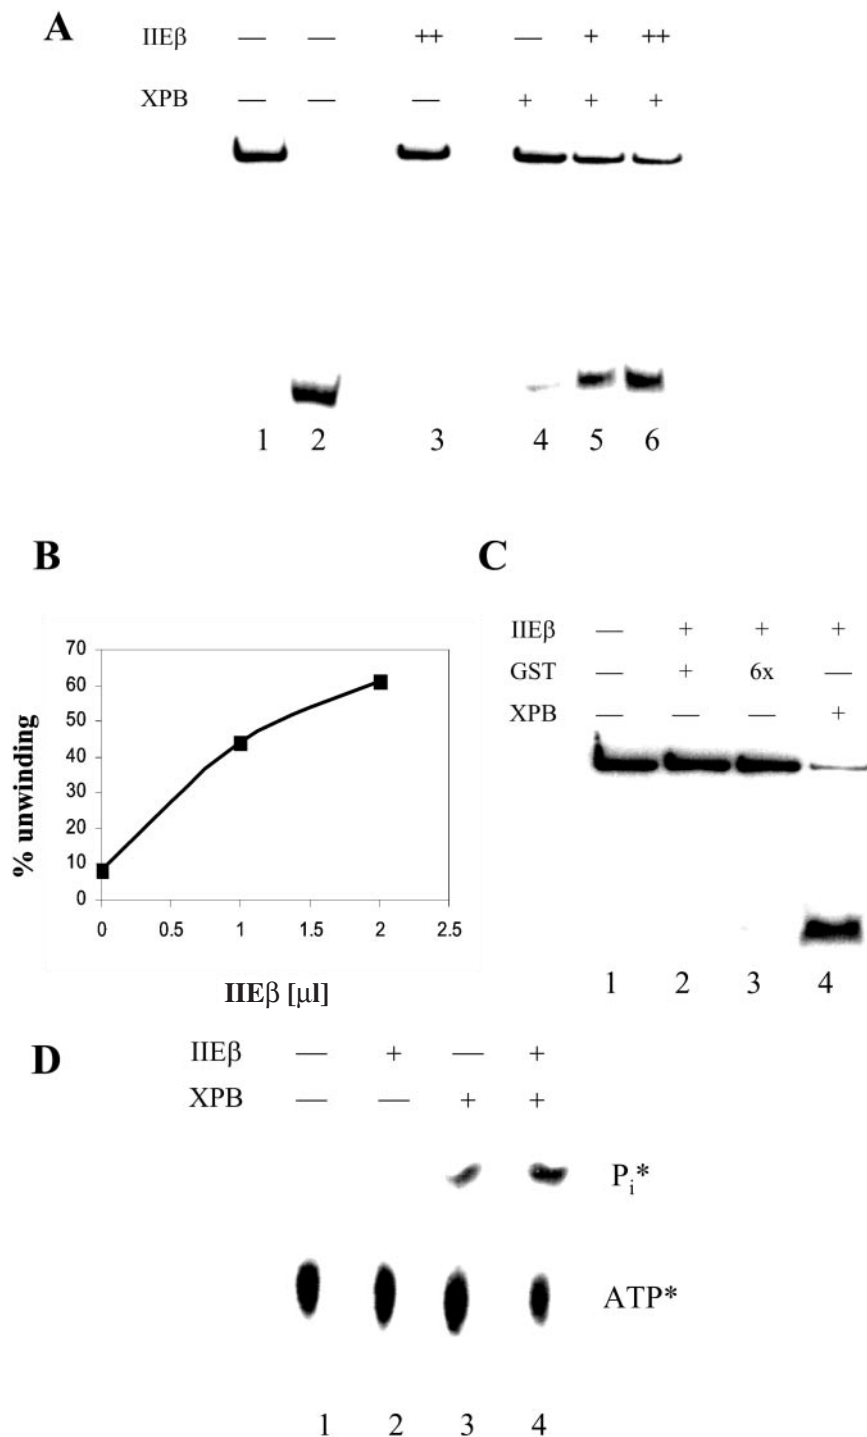 A
IIEβ — — ++ — + ++
XPB — — — + + +
1 2 3 4 5 6
B
% unwinding
70
60
50
40
30
20
10
0
0 0.5 1 1.5 2 2.5
IIEβ [μl]
C
IIEβ — + + +
GST — + 6x —
XPB — — — +
1 2 3 4
D
IIEβ — + — +
XPB — — + +
Pi*
ATP*
1 2 3 4